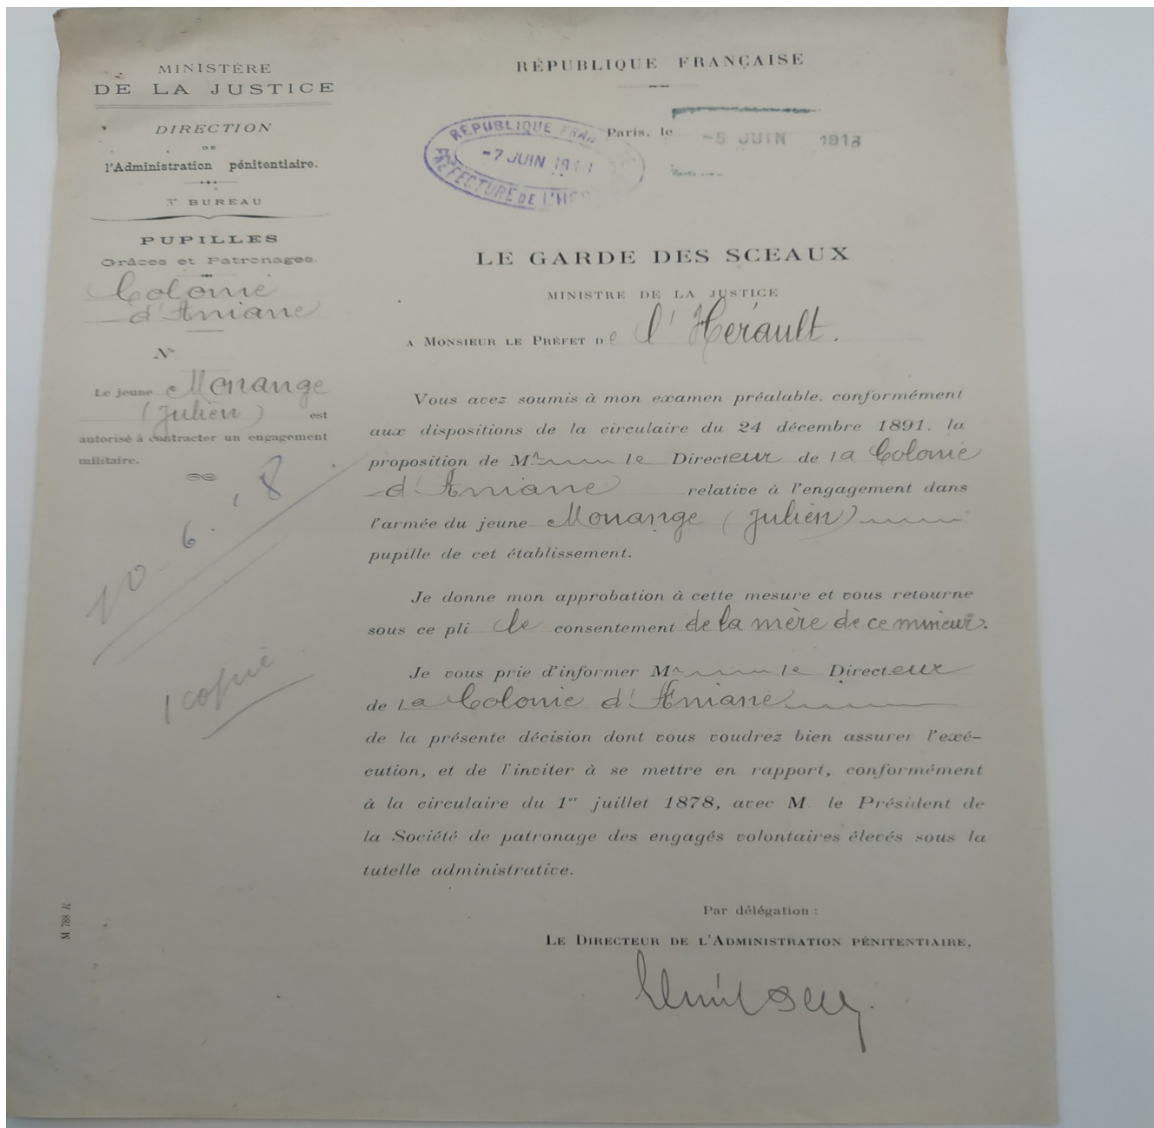 MINISTÈRE
DE LA JUSTICE
DIRECTION
DE
l'Administration pénitentiaire.
3e BUREAU
PUPILLES
Grâces et Patronages.
Colonie
d'Aniane
N°
Le jeune Monange
(Julien) est
autorisé à contracter un engagement
militaire.
10.6.18
1 copie
M 788 R
RÉPUBLIQUE FRANÇAISE
Paris, le -5 JUIN 1918
RÉPUBLIQUE FRAN
-7 JUIN 191
PRÉFECTURE DE L'HÉR
LE GARDE DES SCEAUX
MINISTRE DE LA JUSTICE
A MONSIEUR LE PRÉFET De l'Hérault.
Vous avez soumis à mon examen préalable, conformément
aux dispositions de la circulaire du 24 décembre 1891, la
proposition de Mr le Directeur de la Colonie
d'Aniane relative à l'engagement dans
l'armée du jeune Monange (Julien)
pupille de cet établissement.
Je donne mon approbation à cette mesure et vous retourne
sous ce pli le consentement de la mère de ce mineur.
Je vous prie d'informer Mr le Directeur
de la Colonie d'Aniane
de la présente décision dont vous voudrez bien assurer l'exé-
cution, et de l'inviter à se mettre en rapport, conformément
à la circulaire du 1er juillet 1878, avec M. le Président de
la Société de patronage des engagés volontaires élevés sous la
tutelle administrative.
Par délégation :
LE DIRECTEUR DE L'ADMINISTRATION PÉNITENTIAIRE,